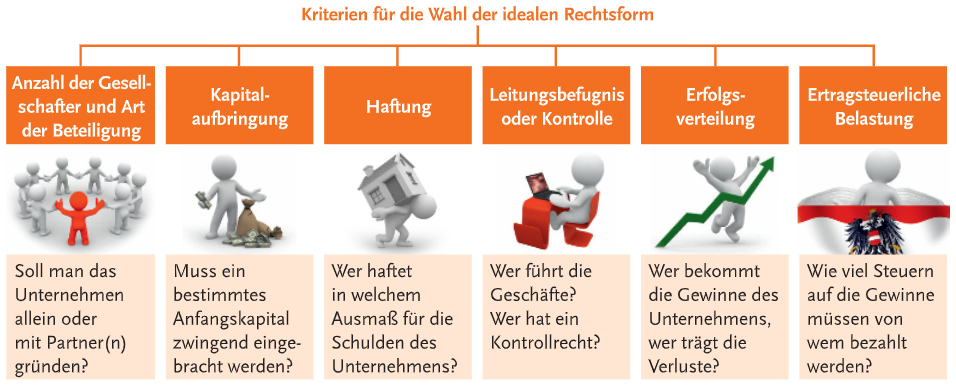 Kriterien für die Wahl der idealen Rechtsform
Anzahl der Gesell-
schafter und Art
der Beteiligung
Kapital-
aufbringung
Haftung
Leitungsbefugnis
oder Kontrolle
Erfolgs-
verteilung
Ertragsteuerliche
Belastung
Soll man das
Unternehmen
allein oder
mit Partner(n)
gründen?
Muss ein
bestimmtes
Anfangskapital
zwingend einge-
bracht werden?
Wer haftet
in welchem
Ausmaß für die
Schulden des
Unternehmens?
Wer führt die
Geschäfte?
Wer hat ein
Kontrollrecht?
Wer bekommt
die Gewinne des
Unternehmens,
wer trägt die
Verluste?
Wie viel Steuern
auf die Gewinne
müssen von
wem bezahlt
werden?